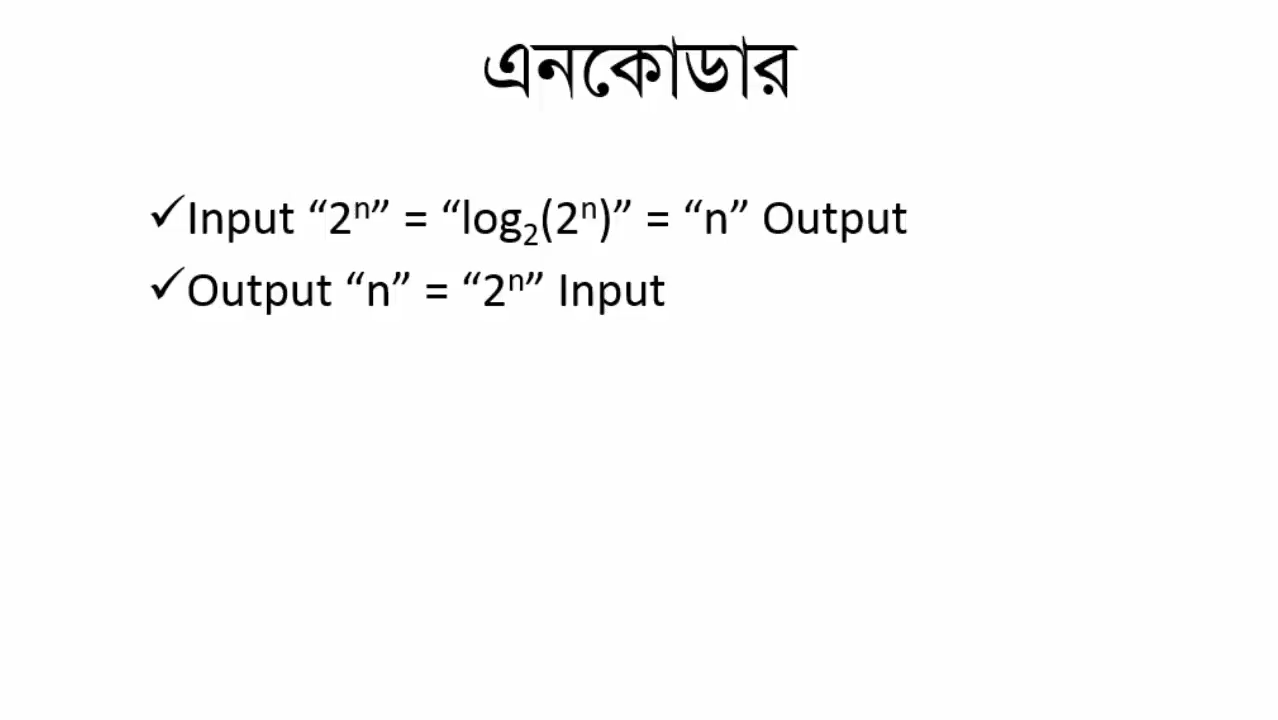 এনকোডার
✓Input “2ⁿ” = “log₂(2ⁿ)” = “n” Output
✓Output “n” = “2ⁿ” Input